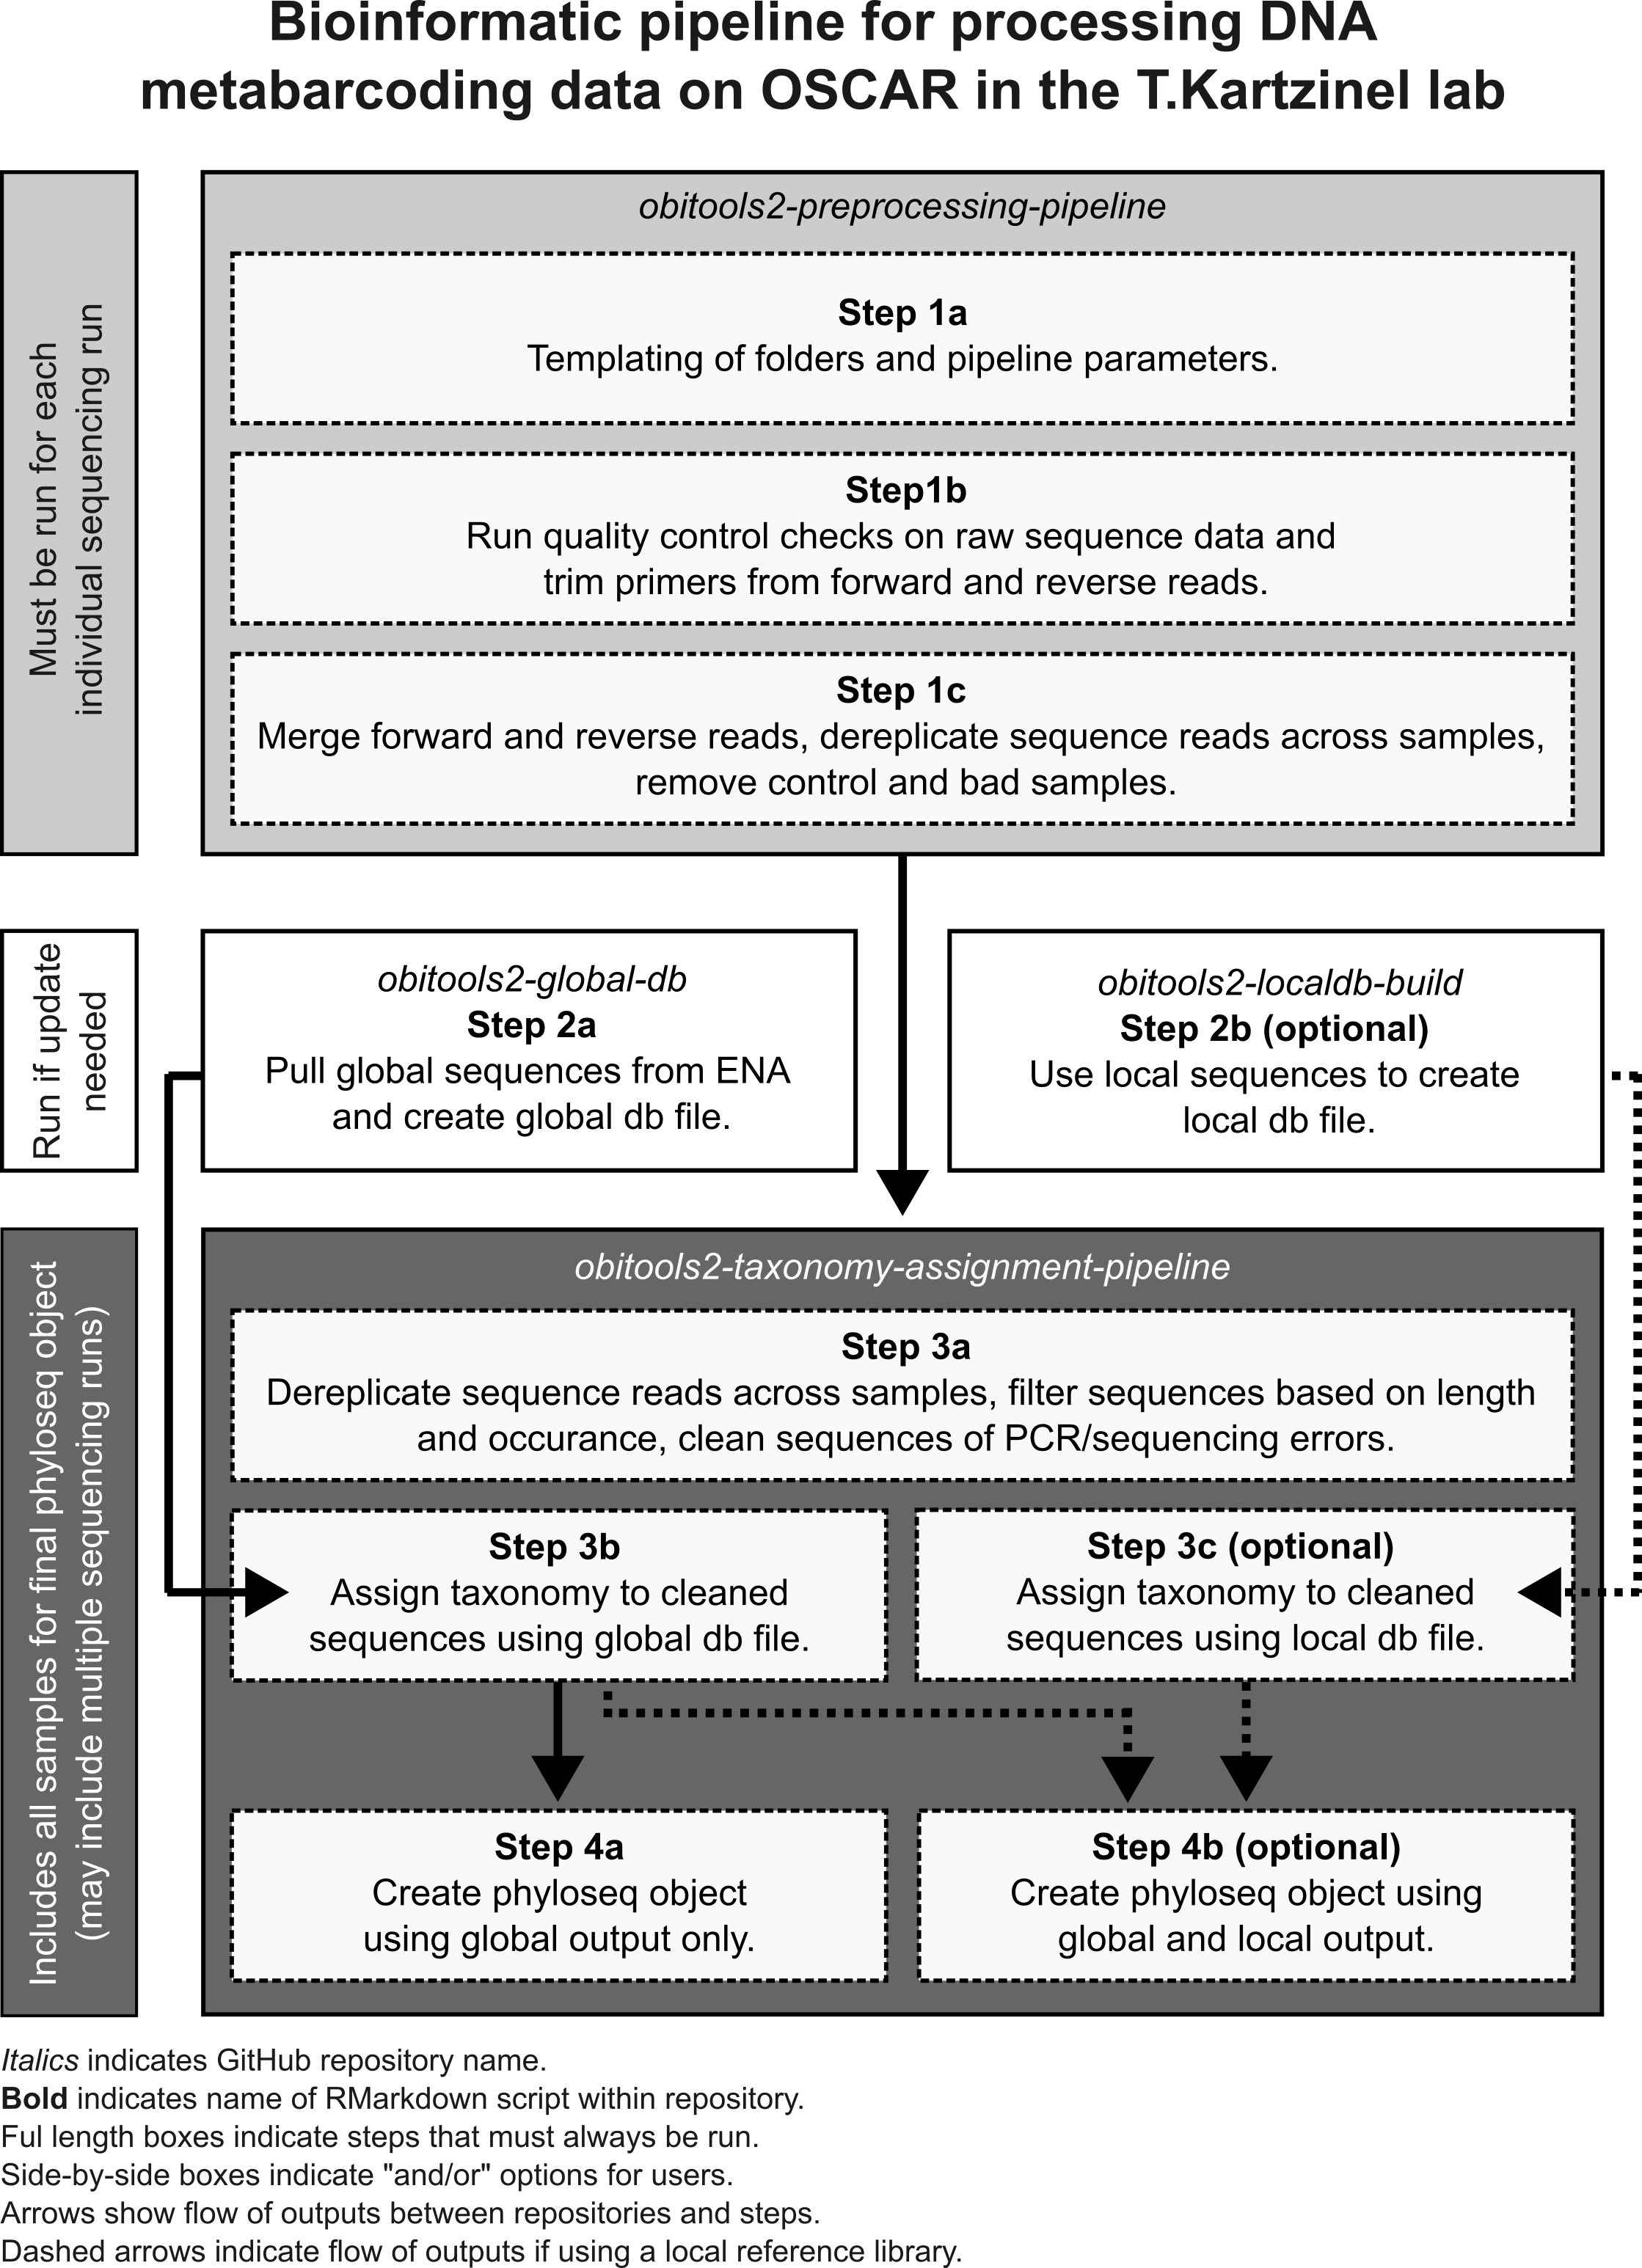 Bioinformatic pipeline for processing DNA
metabarcoding data on OSCAR in the T.Kartzinel lab
Must be run for each
individual sequencing run
obitools2-preprocessing-pipeline
Step 1a
Templating of folders and pipeline parameters.
Step1b
Run quality control checks on raw sequence data and
trim primers from forward and reverse reads.
Step 1c
Merge forward and reverse reads, dereplicate sequence reads across samples,
remove control and bad samples.
Run if update
needed
obitools2-global-db
Step 2a
Pull global sequences from ENA
and create global db file.
obitools2-localdb-build
Step 2b (optional)
Use local sequences to create
local db file.
Includes all samples for final phyloseq object
(may include multiple sequencing runs)
obitools2-taxonomy-assignment-pipeline
Step 3a
Dereplicate sequence reads across samples, filter sequences based on length
and occurance, clean sequences of PCR/sequencing errors.
Step 3b
Assign taxonomy to cleaned
sequences using global db file.
Step 3c (optional)
Assign taxonomy to cleaned
sequences using local db file.
Step 4a
Create phyloseq object
using global output only.
Step 4b (optional)
Create phyloseq object using
global and local output.
Italics indicates GitHub repository name.
Bold indicates name of RMarkdown script within repository.
Ful length boxes indicate steps that must always be run.
Side-by-side boxes indicate "and/or" options for users.
Arrows show flow of outputs between repositories and steps.
Dashed arrows indicate flow of outputs if using a local reference library.